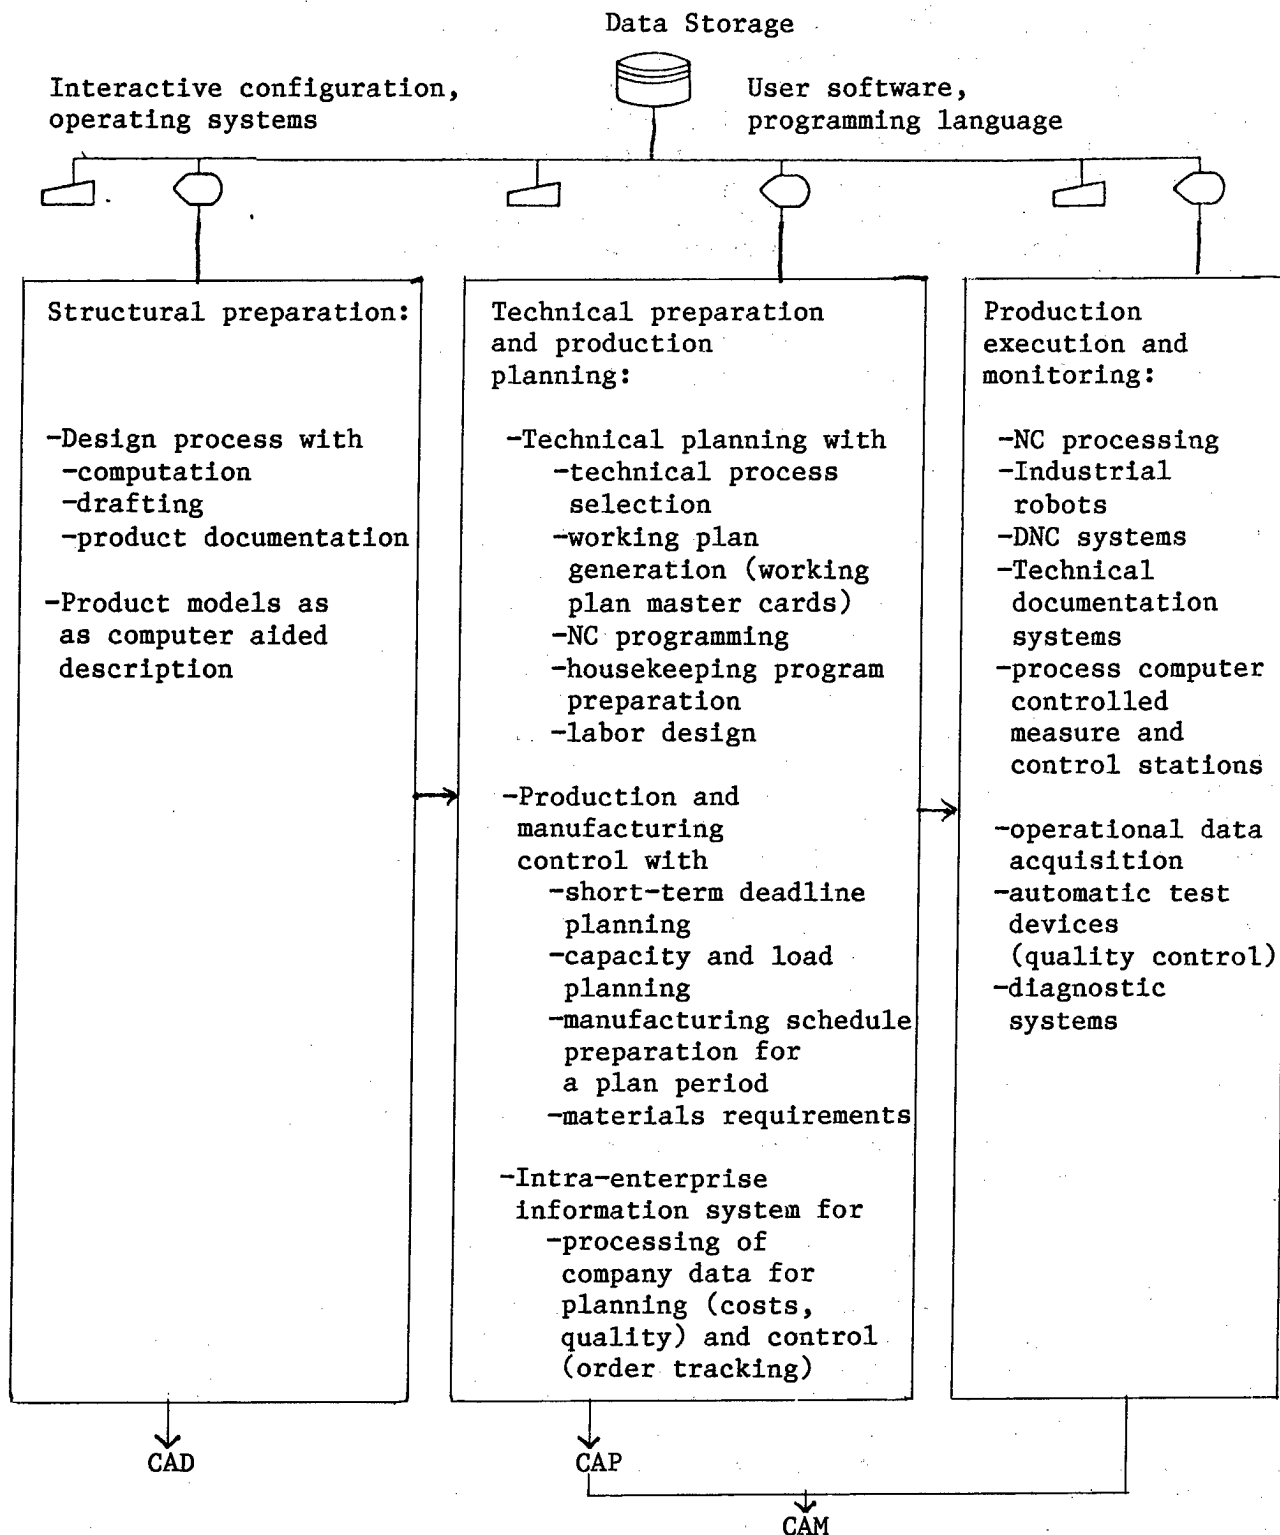 Data Storage
Interactive configuration,
operating systems
User software,
programming language
Structural preparation:
-Design process with
-computation
-drafting
-product documentation
-Product models as
as computer aided
description
Technical preparation
and production
planning:
-Technical planning with
-technical process
selection
-working plan
generation (working
plan master cards)
-NC programming
-housekeeping program
preparation
-labor design
-Production and
manufacturing
control with
-short-term deadline
planning
-capacity and load
planning
-manufacturing schedule
preparation for
a plan period
-materials requirements
-Intra-enterprise
information system for
-processing of
company data for
planning (costs,
quality) and control
(order tracking)
Production
execution and
monitoring:
-NC processing
-Industrial
robots
-DNC systems
-Technical
documentation
systems
-process computer
controlled
measure and
control stations
-operational data
acquisition
-automatic test
devices
(quality control)
-diagnostic
systems
CAD
CAP
CAM